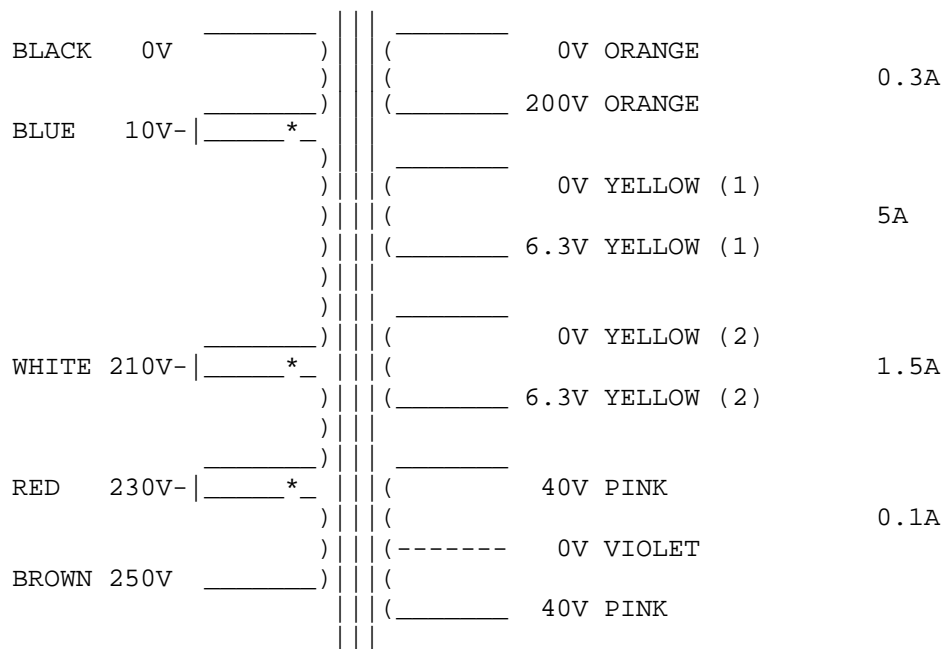 BLACK 0V 0V ORANGE
0.3A
200V ORANGE
BLUE 10V-| *
0V YELLOW (1)
5A
6.3V YELLOW (1)
0V YELLOW (2)
WHITE 210V-| * 1.5A
6.3V YELLOW (2)
RED 230V-| * 40V PINK
0.1A
0V VIOLET
BROWN 250V
40V PINK